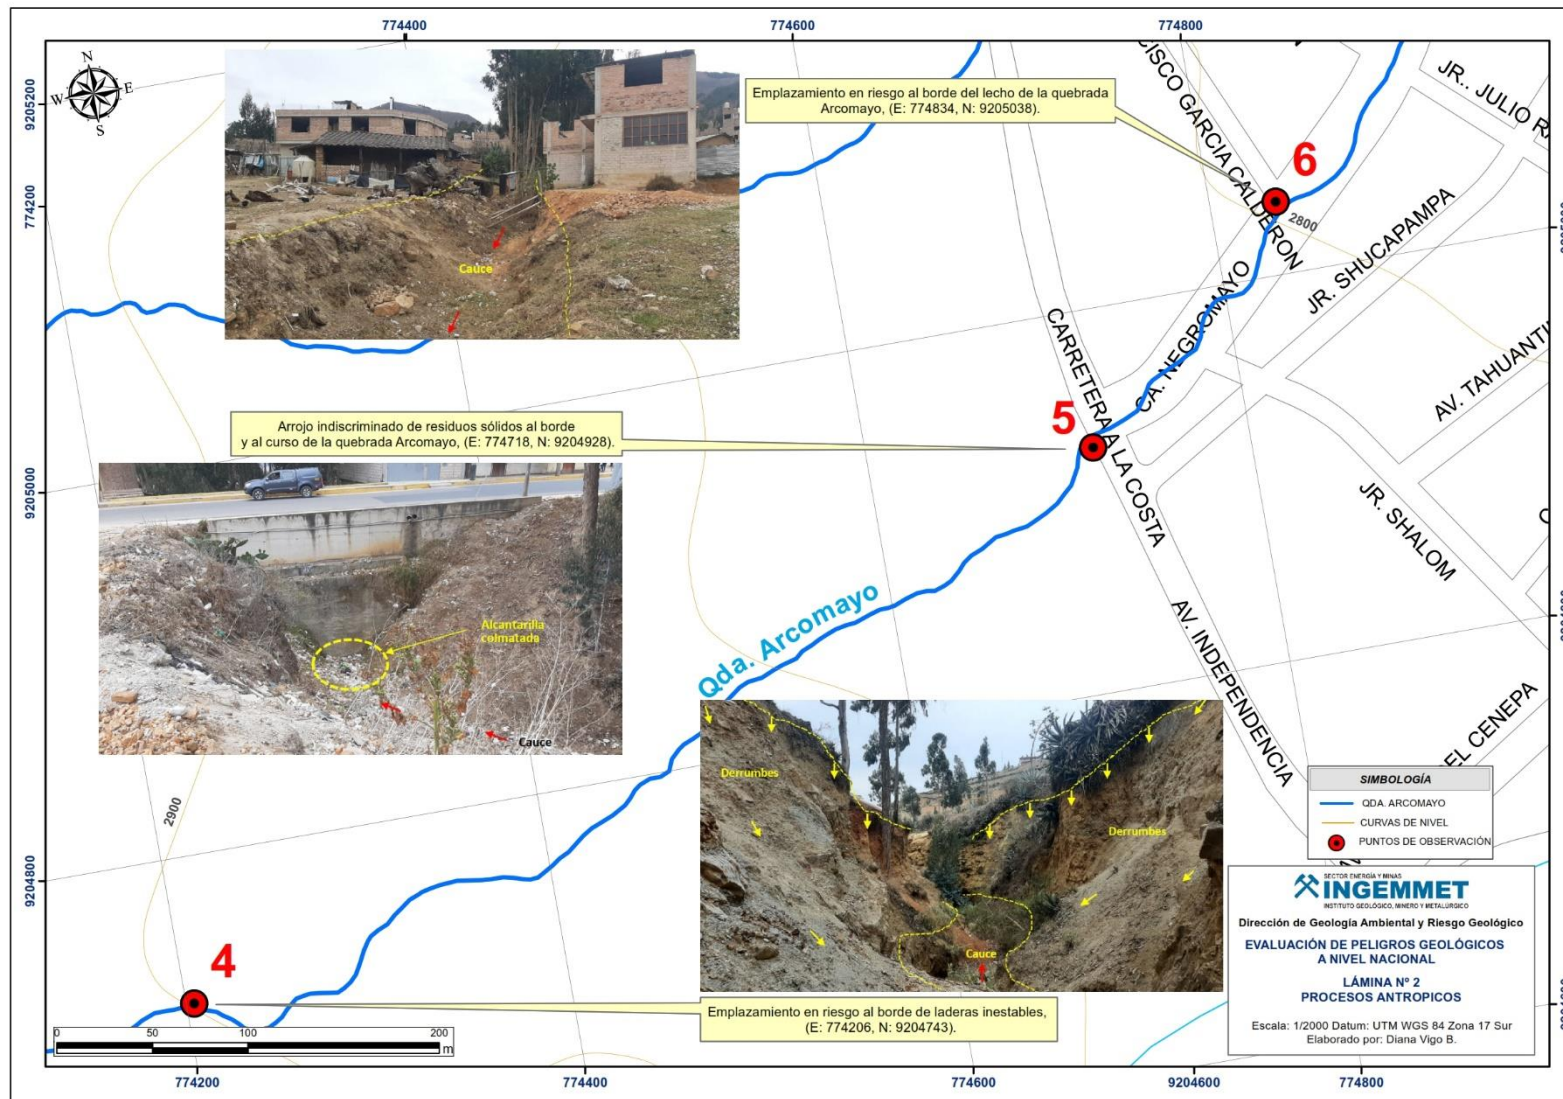 774400
774600
774800
N
W
E
S
9205200
774200
9205000
9204800
Emplazamiento en riesgo al borde del lecho de la quebrada
Arcomayo, (E: 774834, N: 9205038).
CISCO GARCIA CALDERON
JR. JULIO RA
6
2800
JR. SHUCAPAMPA
Cauce
CA. NEGROMAYO
CARRETERA A LA COSTA
AV. TAHUANTI
5
Arrojo indiscriminado de residuos sólidos al borde
y al curso de la quebrada Arcomayo, (E: 774718, N: 9204928).
JR. SHALOM
Alcantarilla
colmatada
Cauce
Qda. Arcomayo
AV. INDEPENDENCIA
EL CENEPA
2900
Derrumbes
Derrumbes
Cauce
4
Emplazamiento en riesgo al borde de laderas inestables,
(E: 774206, N: 9204743).
0
50
100
200
m
SIMBOLOGÍA
QDA. ARCOMAYO
CURVAS DE NIVEL
PUNTOS DE OBSERVACIÓN
SECTOR ENERGÍA Y MINAS
INGEMMET
INSTITUTO GEOLÓGICO, MINERO Y METALÚRGICO
Dirección de Geología Ambiental y Riesgo Geológico
EVALUACIÓN DE PELIGROS GEOLÓGICOS
A NIVEL NACIONAL
LÁMINA Nº 2
PROCESOS ANTROPICOS
Escala: 1/2000 Datum: UTM WGS 84 Zona 17 Sur
Elaborado por: Diana Vigo B.
774200
774400
774600
9204600
774800